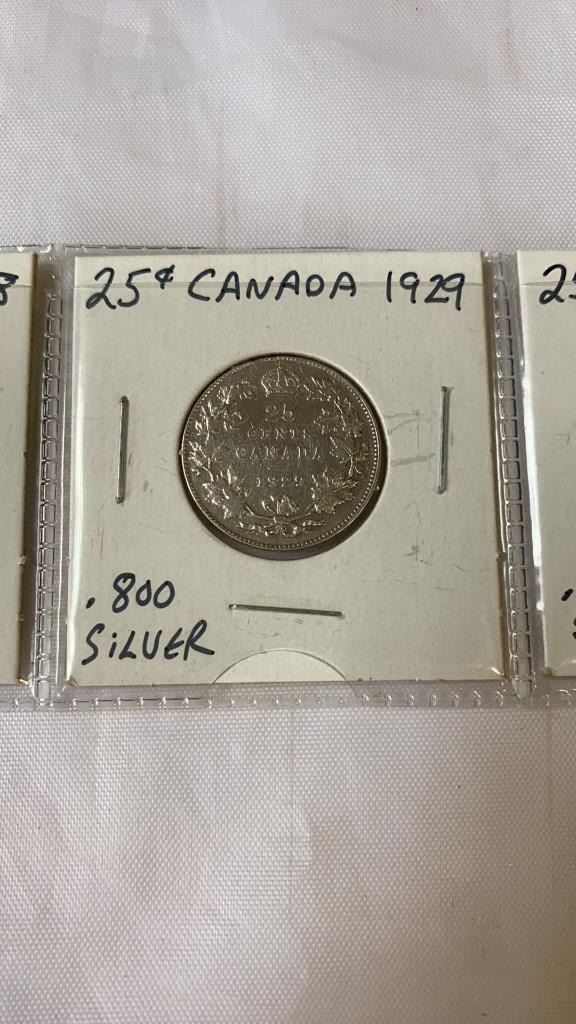 25¢ CANADA 1929
25
CENTS
CANADA
1929
.800
SILVER